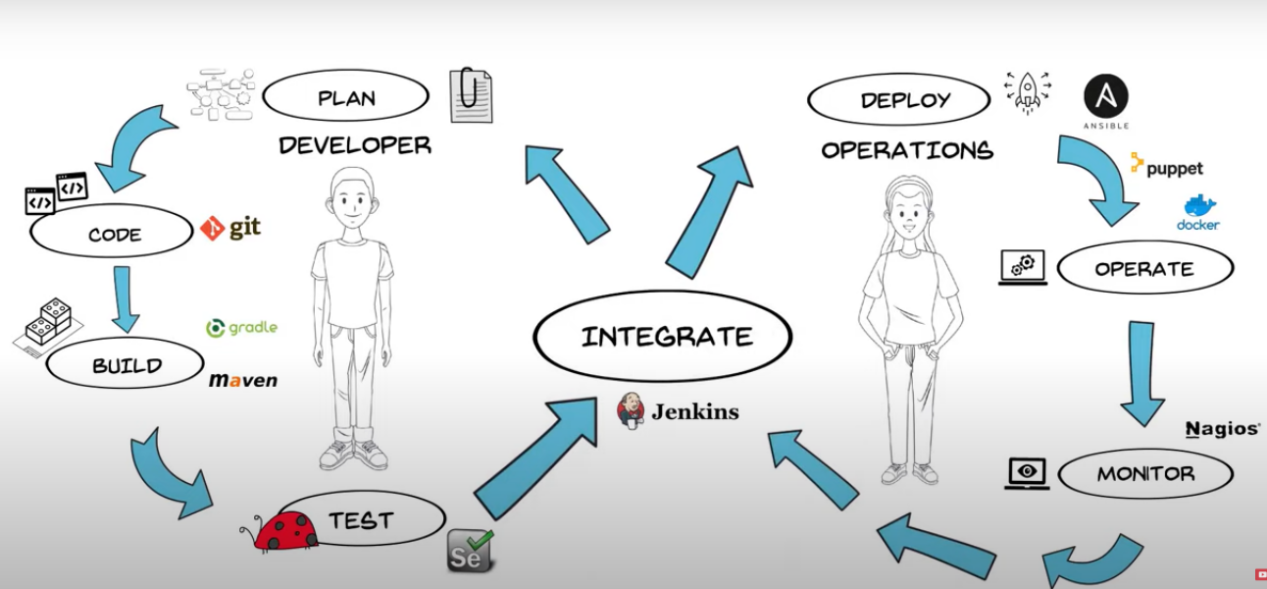 PLAN
DEVELOPER
</>
</>
CODE
git
BUILD
gradle
maven
TEST
Se
INTEGRATE
Jenkins
DEPLOY
OPERATIONS
A
ANSIBLE
puppet
docker
OPERATE
Nagios®
MONITOR